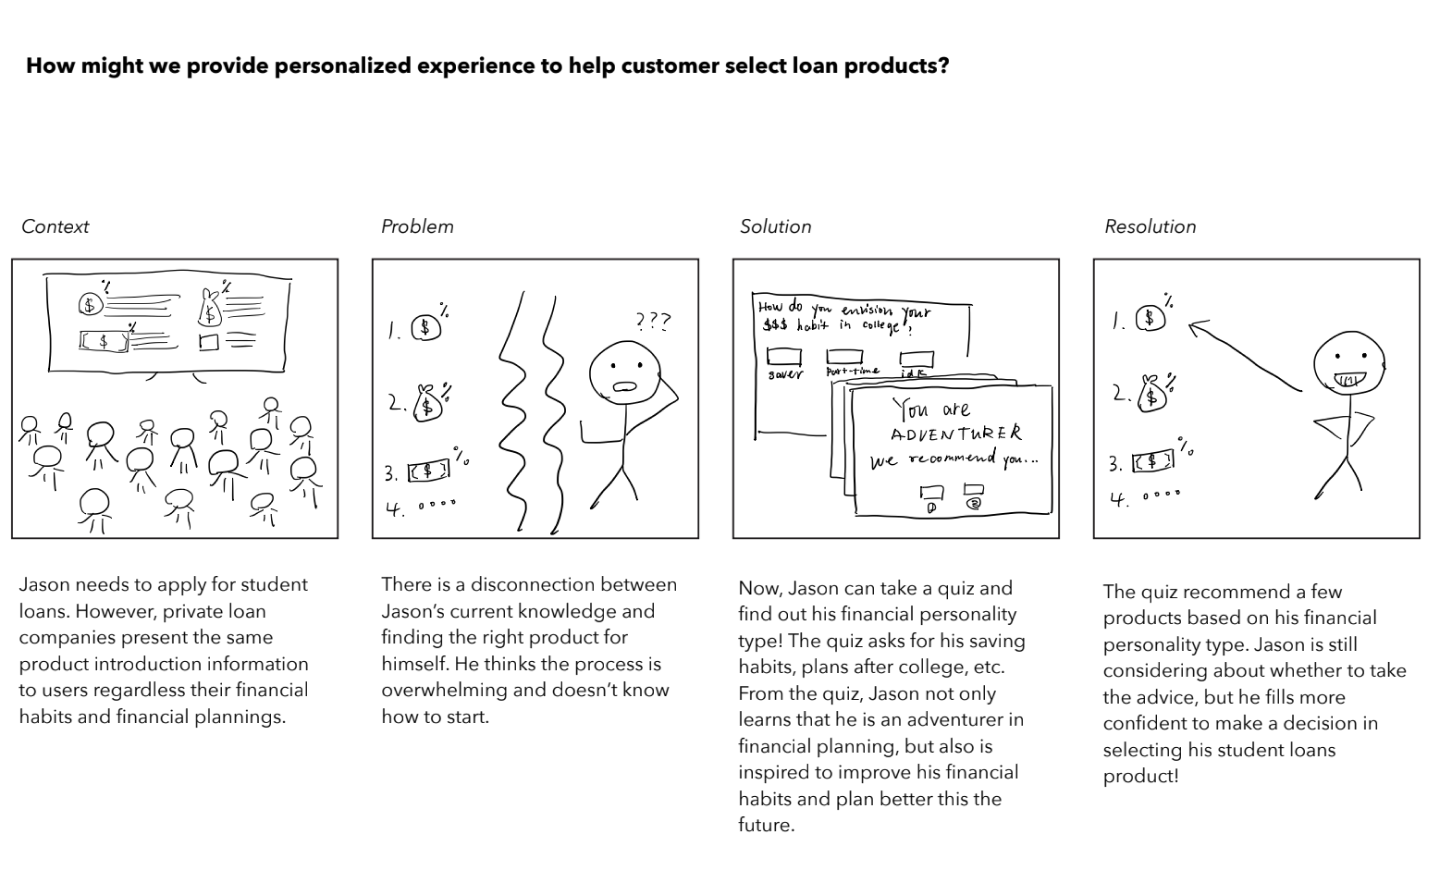 How might we provide personalized experience to help customer select loan products?
Context
%
$
%
$
%
$
Jason needs to apply for student
loans. However, private loan
companies present the same
product introduction information
to users regardless their financial
habits and financial plannings.
Problem
1. $ %
2. $ %
3. $ %
4. ....
???
There is a disconnection between
Jason’s current knowledge and
finding the right product for
himself. He thinks the process is
overwhelming and doesn’t know
how to start.
Solution
How do you envision your
$$$ habit in college?
saver part-time idk
You are
ADVENTURER
we recommend you...
① ②
Now, Jason can take a quiz and
find out his financial personality
type! The quiz asks for his saving
habits, plans after college, etc.
From the quiz, Jason not only
learns that he is an adventurer in
financial planning, but also is
inspired to improve his financial
habits and plan better this the
future.
Resolution
1. $ %
2. $ %
3. $ %
4. ....
The quiz recommend a few
products based on his financial
personality type. Jason is still
considering about whether to take
the advice, but he fills more
confident to make a decision in
selecting his student loans
product!